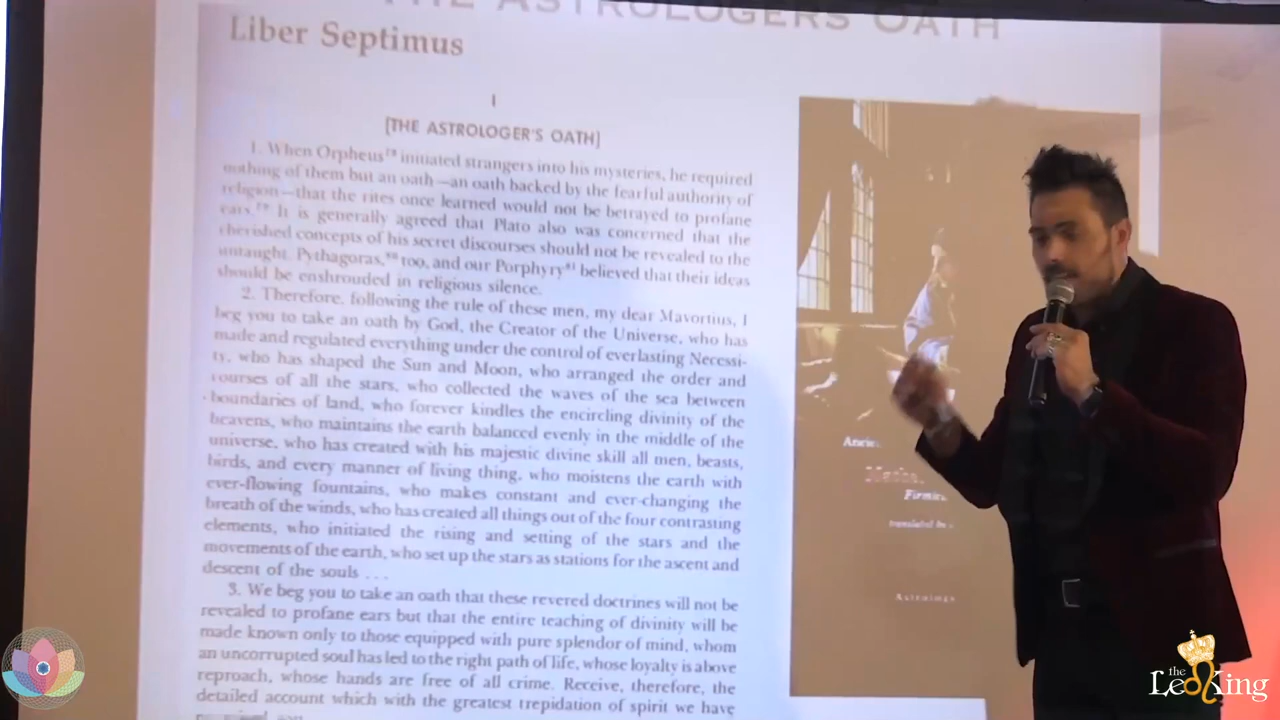 THE ASTROLOGERS OATH
Liber Septimus
I
[THE ASTROLOGER'S OATH]
1. When Orpheus⁷⁸ initiated strangers into his mysteries, he required
nothing of them but an oath—an oath backed by the fearful authority of
religion—that the rites once learned would not be betrayed to profane
ears.⁷⁹ It is generally agreed that Plato also was concerned that the
cherished concepts of his secret discourses should not be revealed to the
untaught. Pythagoras,⁸⁰ too, and our Porphyry⁸¹ believed that their ideas
should be enshrouded in religious silence.
2. Therefore, following the rule of these men, my dear Mavortius, I
beg you to take an oath by God, the Creator of the Universe, who has
made and regulated everything under the control of everlasting Necessi-
ty, who has shaped the Sun and Moon, who arranged the order and
courses of all the stars, who collected the waves of the sea between
boundaries of land, who forever kindles the encircling divinity of the
heavens, who maintains the earth balanced evenly in the middle of the
universe, who has created with his majestic divine skill all men, beasts,
birds, and every manner of living thing, who moistens the earth with
ever-flowing fountains, who makes constant and ever-changing the
breath of the winds, who has created all things out of the four contrasting
elements, who initiated the rising and setting of the stars and the
movements of the earth, who set up the stars as stations for the ascent and
descent of the souls . . .
3. We beg you to take an oath that these revered doctrines will not be
revealed to profane ears but that the entire teaching of divinity will be
made known only to those equipped with pure splendor of mind, whom
an uncorrupted soul has led to the right path of life, whose loyalty is above
reproach, whose hands are free of all crime. Receive, therefore, the
detailed account which with the greatest trepidation of spirit we have
translated
Astrology
the
Leo King